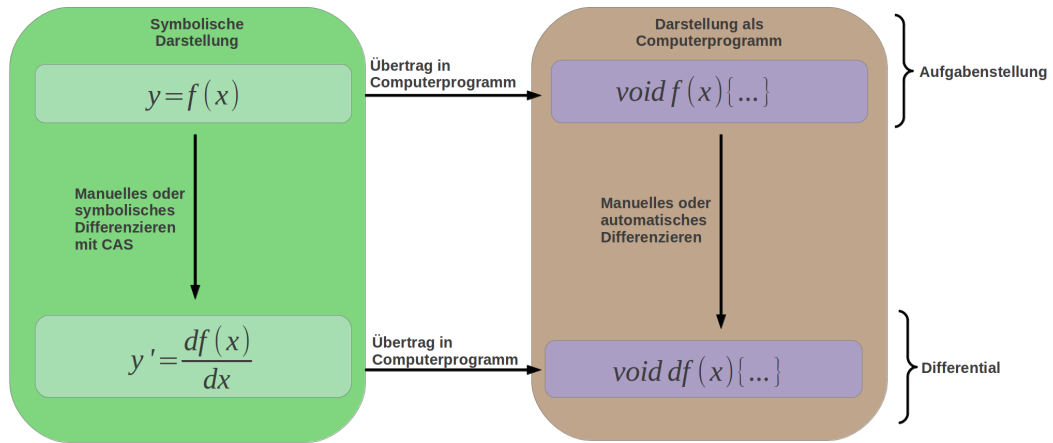 Symbolische
Darstellung
Darstellung als
Computerprogramm
Übertrag in
Computerprogramm
Aufgabenstellung
y=f(x)
void f(x){...}
Manuelles oder
symbolisches
Differenzieren
mit CAS
Manuelles oder
automatisches
Differenzieren
Übertrag in
Computerprogramm
y'=df(x)/dx
void df(x){...}
Differential